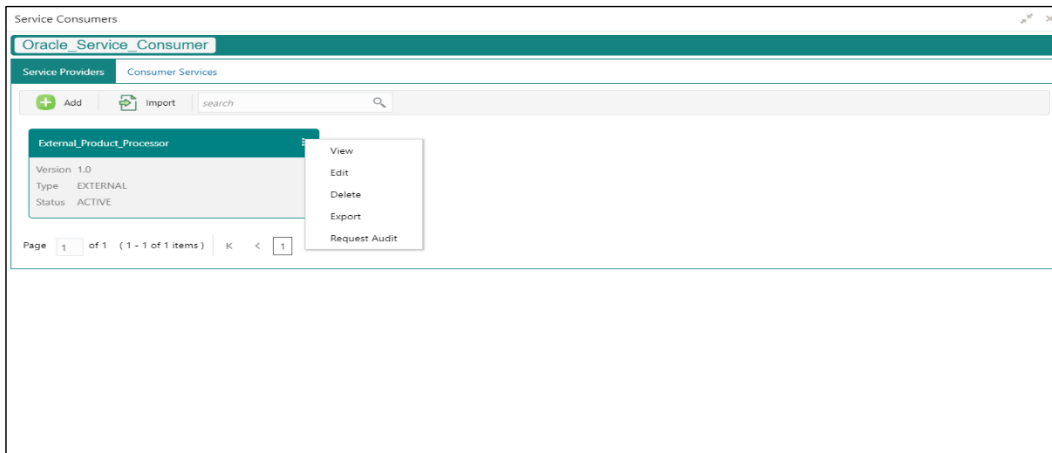 Service Consumers
Oracle_Service_Consumer
Service Providers Consumer Services
Add Import search
External_Product_Processor
Version 1.0
Type EXTERNAL
Status ACTIVE
View
Edit
Delete
Export
Request Audit
Page 1 of 1 ( 1 - 1 of 1 items ) K < 1